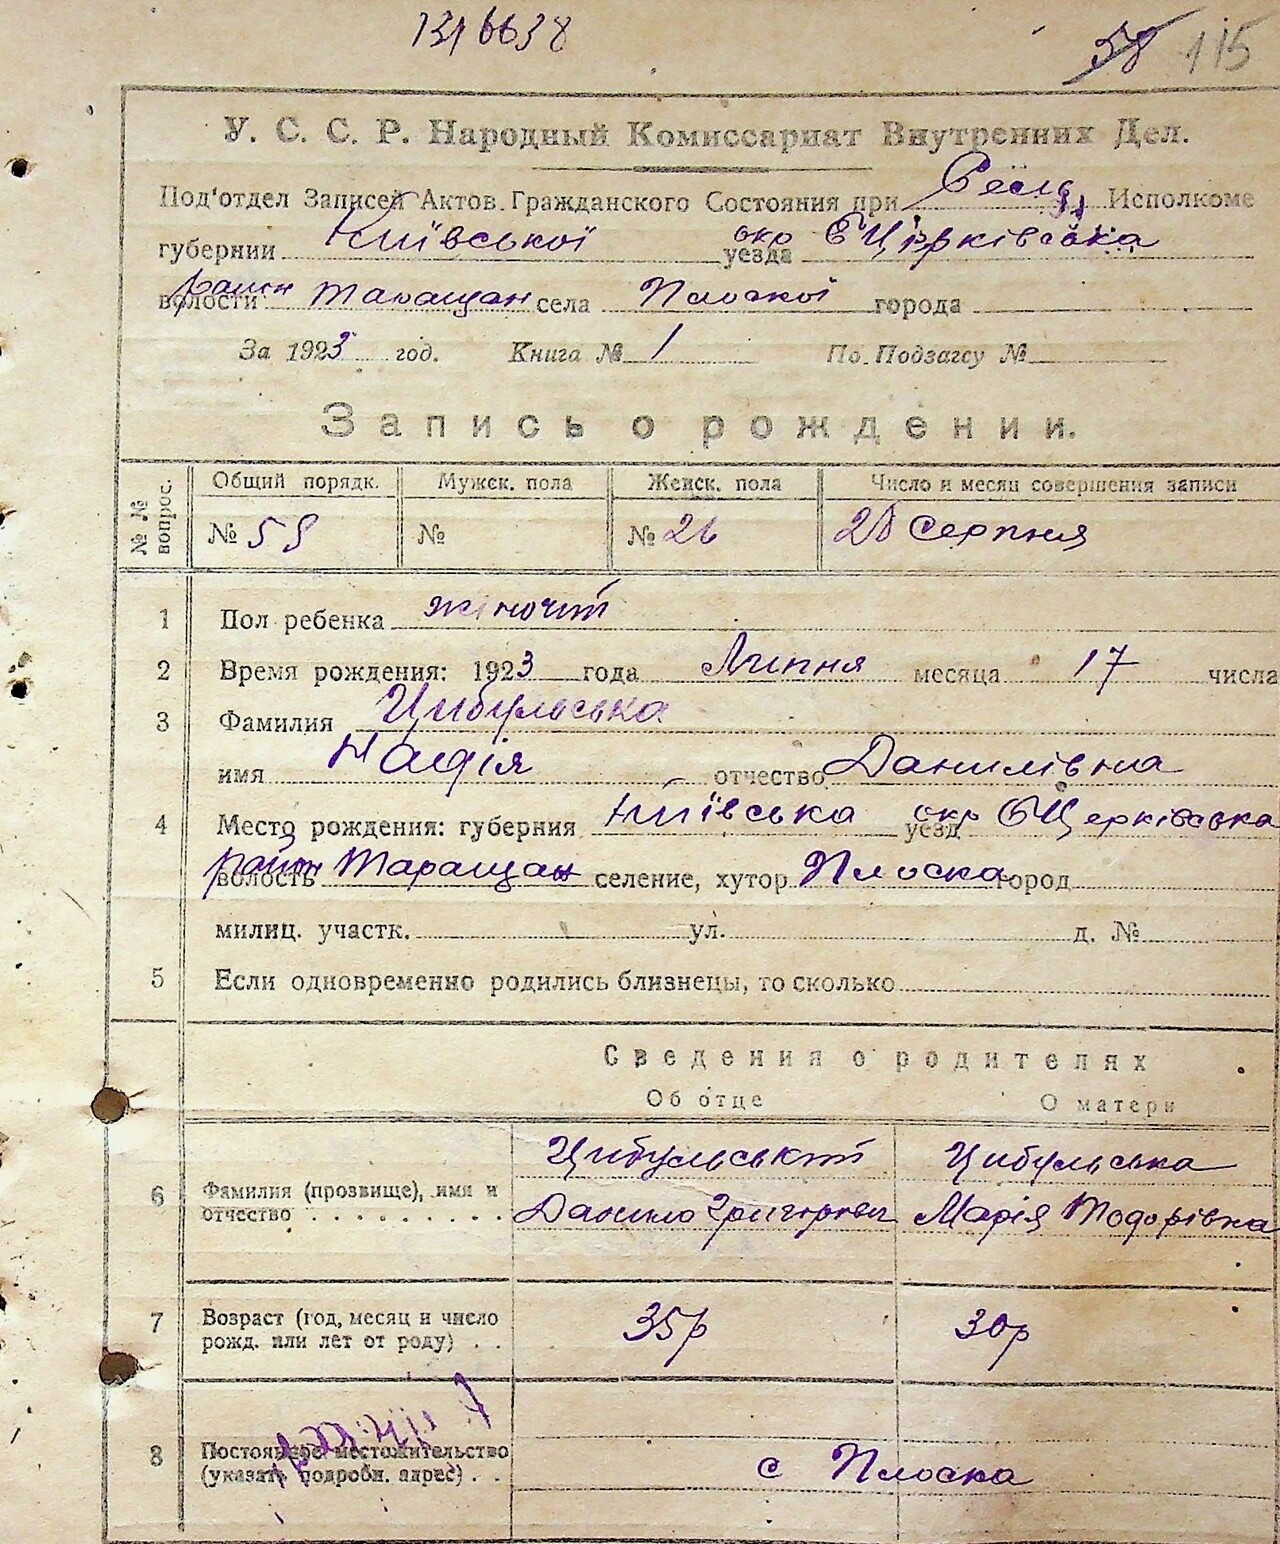 1316638
58 115
У. С. С. Р. Народный Комиссариат Внутренних Дел.
Под'отдел Записей Актов Гражданского Состояния при Исполкоме
губернии Київської уезда окр БЦерківська
волости район Таращан села Плоскої города
За 1923 год. Книга № 1 По Подзагсу №
Запись о рождении.
№ № вопрос. Общий порядк. Мужск. пола Женск. пола Число и месяц совершения записи
№ 59 № № 26 20 Серпня
1 Пол ребенка жіночий
2 Время рождения: 1923 года Липня месяца 17 числа
3 Фамилия Цибульська
имя Надія отчество Данилівна
4 Место рождения: губерния Київська уезд окр БЦерківська
волость район Таращан селение, хутор Плоска город
милиц. участк. ул. д. №
5 Если одновременно родились близнецы, то сколько
Сведения о родителях
Об отце О матери
Цибульський Цибульська
6 Фамилия (прозвище), имя и
отчество Данило Григорович Марія Тодорівна
7 Возраст (год, месяц и число
рожд. или лет от роду) 35р 30р
8 Постоянное местожительство
(указать подробн. адрес) с Плоска